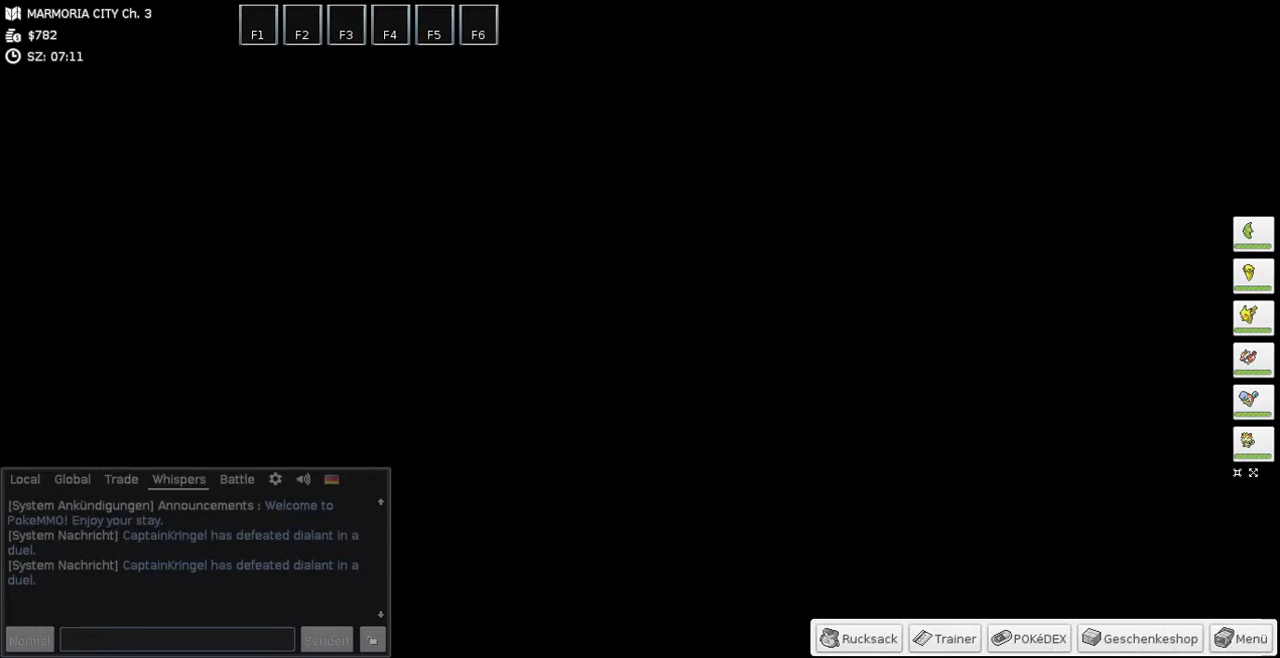 MARMORIA CITY Ch. 3
$782
SZ: 07:11
F1 F2 F3 F4 F5 F6
Local Global Trade Whispers Battle
[System Ankündigungen] Announcements : Welcome to
PokeMMO! Enjoy your stay.
[System Nachricht] CaptainKringel has defeated dialant in a
duel.
[System Nachricht] CaptainKringel has defeated dialant in a
duel.
Normal Senden
Rucksack Trainer POKéDEX Geschenkeshop Menü